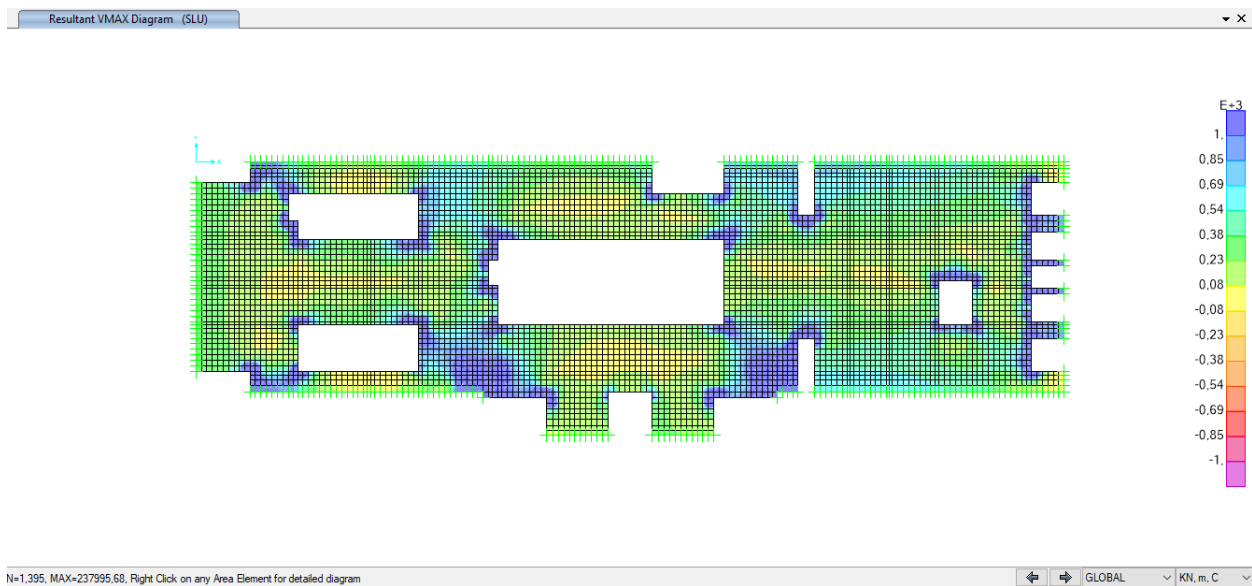 Resultant VMAX Diagram (SLU)
E+3
1,
0.85
0.69
0.54
0.38
0.23
0.08
-0.08
-0.23
-0.38
-0.54
-0.69
-0.85
-1,
N=1,395, MAX=237995,68, Right Click on any Area Element for detailed diagram
GLOBAL
KN, m, C